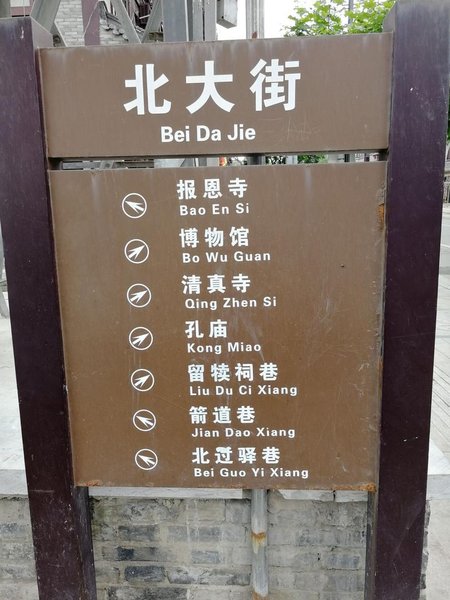 北大街
Bei Da Jie
报恩寺
Bao En Si
博物馆
Bo Wu Guan
清真寺
Qing Zhen Si
孔庙
Kong Miao
留犊祠巷
Liu Du Ci Xiang
箭道巷
Jian Dao Xiang
北过驿巷
Bei Guo Yi Xiang